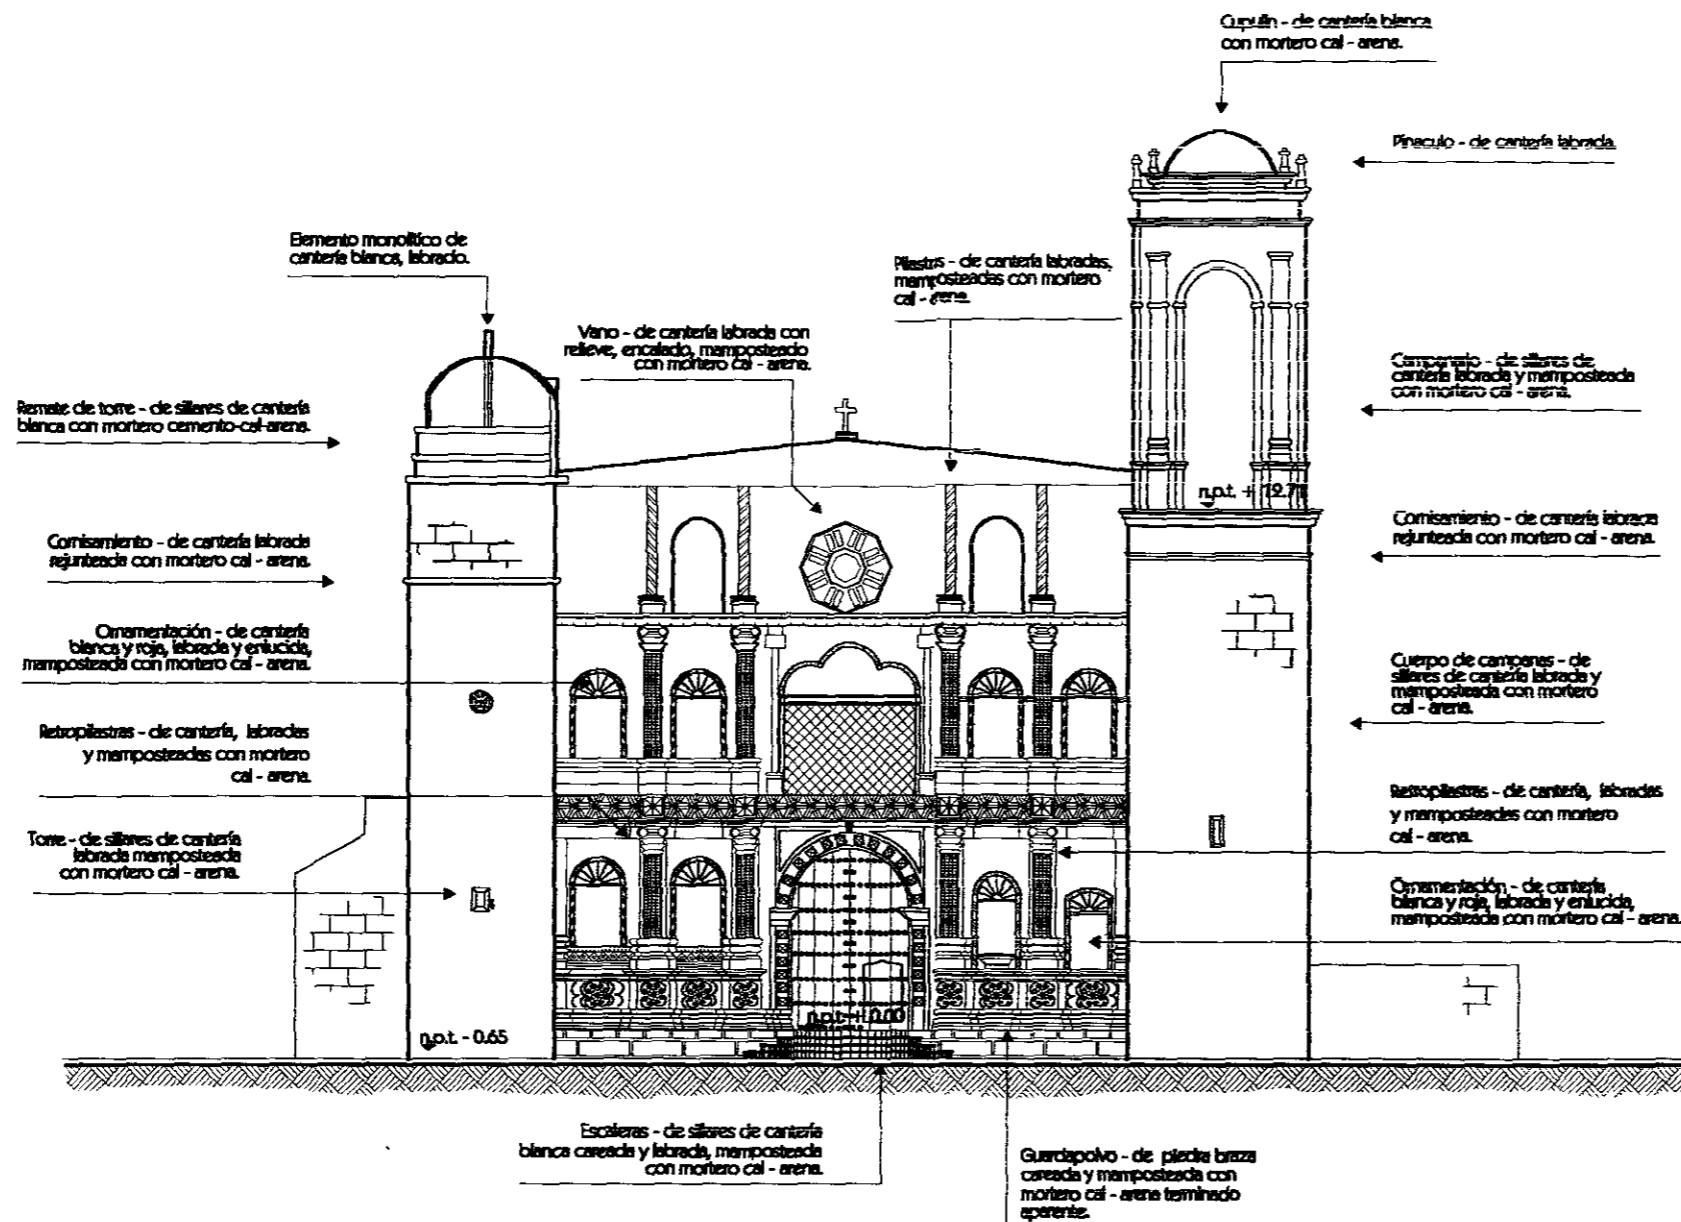 Cupulín - de cantería blanca
con mortero cal - arena.
Pinaculo - de cantería labrada.
Elemento monolítico de
cantería blanca, labrado.
Pilastras - de cantería labradas,
mamposteadas con mortero
cal - arena.
Vano - de cantería labrada con
relieve, encalado, mamposteado
con mortero cal - arena.
Campanario - de sillares de
cantería labrada y mamposteada
con mortero cal - arena.
Remate de torre - de sillares de cantería
blanca con mortero cemento-cal-arena.
n.p.t. + 19.71
Cornisamiento - de cantería labrada
rejunteada con mortero cal - arena.
Cornisamiento - de cantería labrada
rejunteada con mortero cal - arena.
Ornamentación - de cantería
blanca y roja, labrada y enlucida,
mamposteada con mortero cal - arena.
Cuerpo de campanas - de
sillares de cantería labrada y
mamposteada con mortero
cal - arena.
Retropilastras - de cantería, labradas
y mamposteadas con mortero
cal - arena.
Retropilastras - de cantería, labradas
y mamposteadas con mortero
cal - arena.
Torre - de sillares de cantería
labrada mamposteada
con mortero cal - arena.
Ornamentación - de cantería
blanca y roja, labrada y enlucida,
mamposteada con mortero cal - arena.
n.p.t. + 0.00
n.p.t. - 0.65
Escaleras - de sillares de cantería
blanca careada y labrada, mamposteada
con mortero cal - arena.
Guardapolvo - de piedra braza
careada y mamposteada con
mortero cal - arena terminado
aparente.